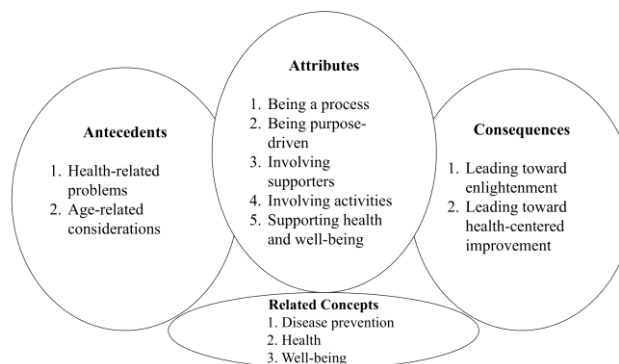 Attributes
1. Being a process
2. Being purpose-
driven
3. Involving
supporters
4. Involving activities
5. Supporting health
and well-being
Antecedents
1. Health-related
problems
2. Age-related
considerations
Consequences
1. Leading toward
enlightenment
2. Leading toward
health-centered
improvement
Related Concepts
1. Disease prevention
2. Health
3. Well-being